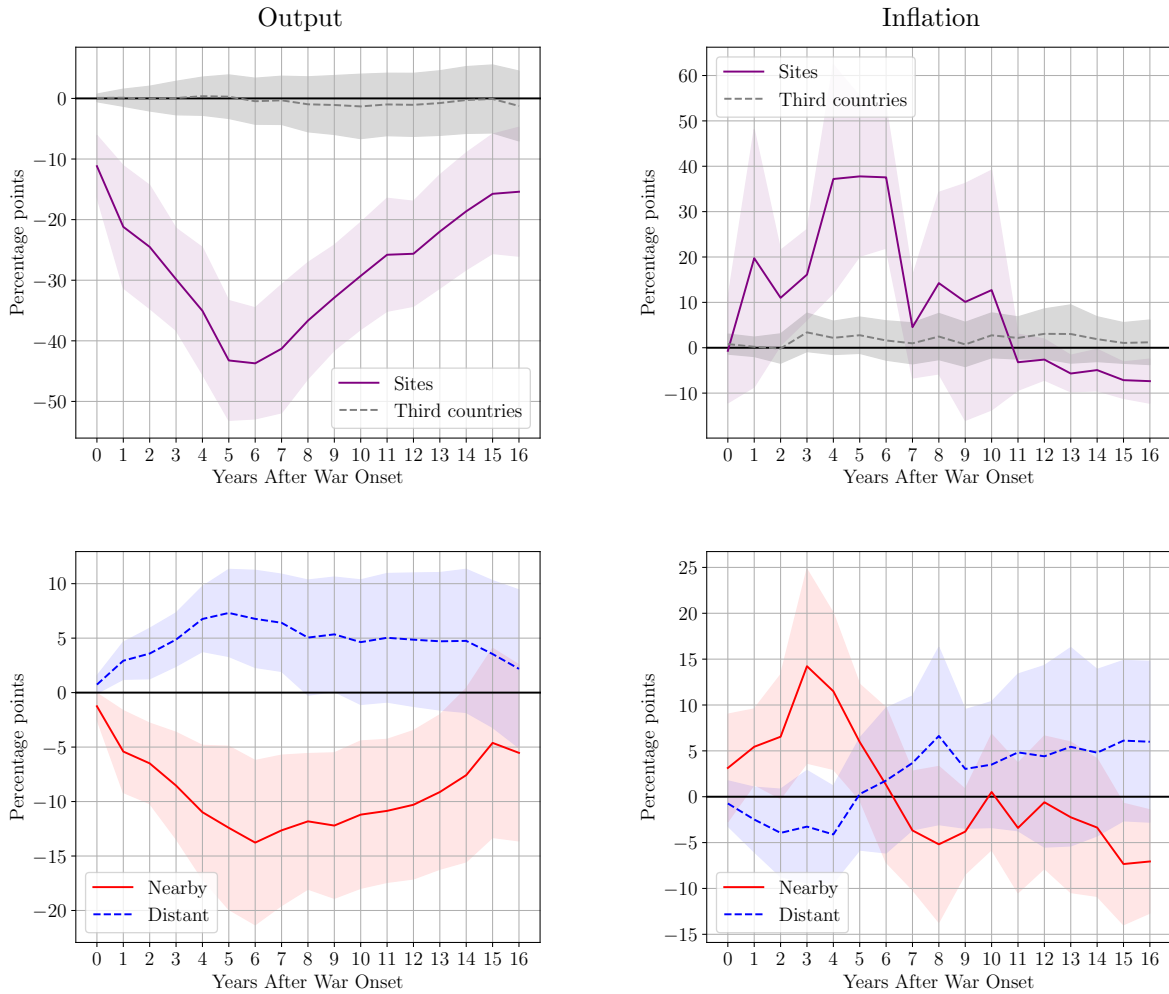 Output
Percentage points
0
−10
−20
−30
−40
−50
Sites
Third countries
0 1 2 3 4 5 6 7 8 9 10 11 12 13 14 15 16
Years After War Onset
Inflation
Percentage points
60
50
40
30
20
10
0
−10
Sites
Third countries
0 1 2 3 4 5 6 7 8 9 10 11 12 13 14 15 16
Years After War Onset
Percentage points
10
5
0
−5
−10
−15
−20
Nearby
Distant
0 1 2 3 4 5 6 7 8 9 10 11 12 13 14 15 16
Years After War Onset
Percentage points
25
20
15
10
5
0
−5
−10
−15
Nearby
Distant
0 1 2 3 4 5 6 7 8 9 10 11 12 13 14 15 16
Years After War Onset